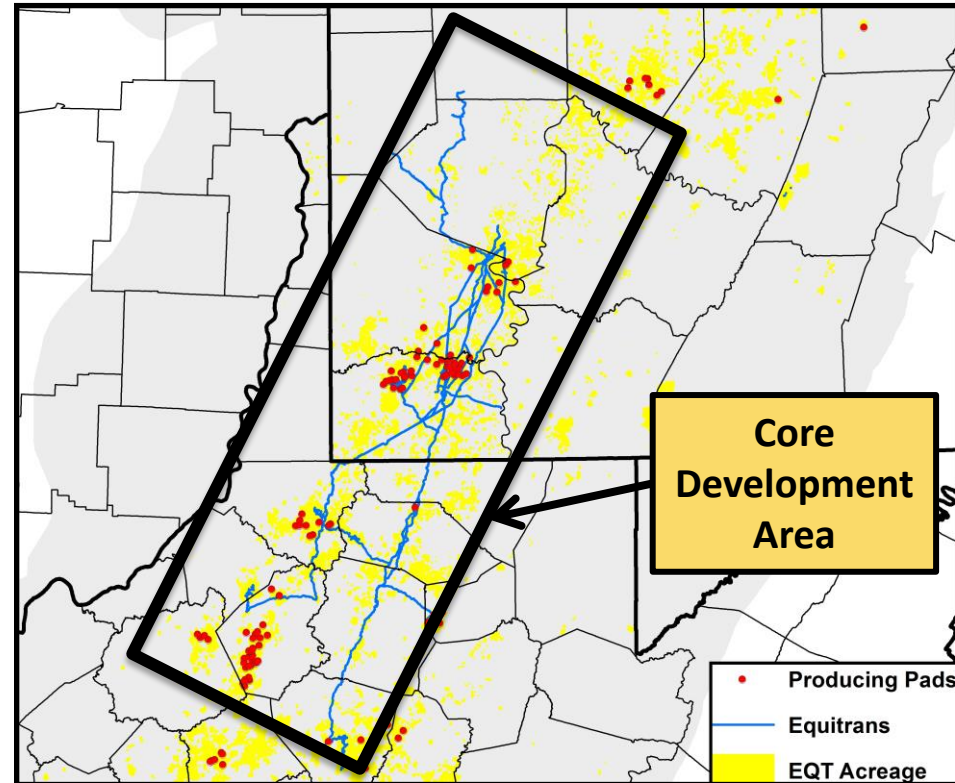 Core
Development
Area
Producing Pads
Equitrans
EQT Acreage